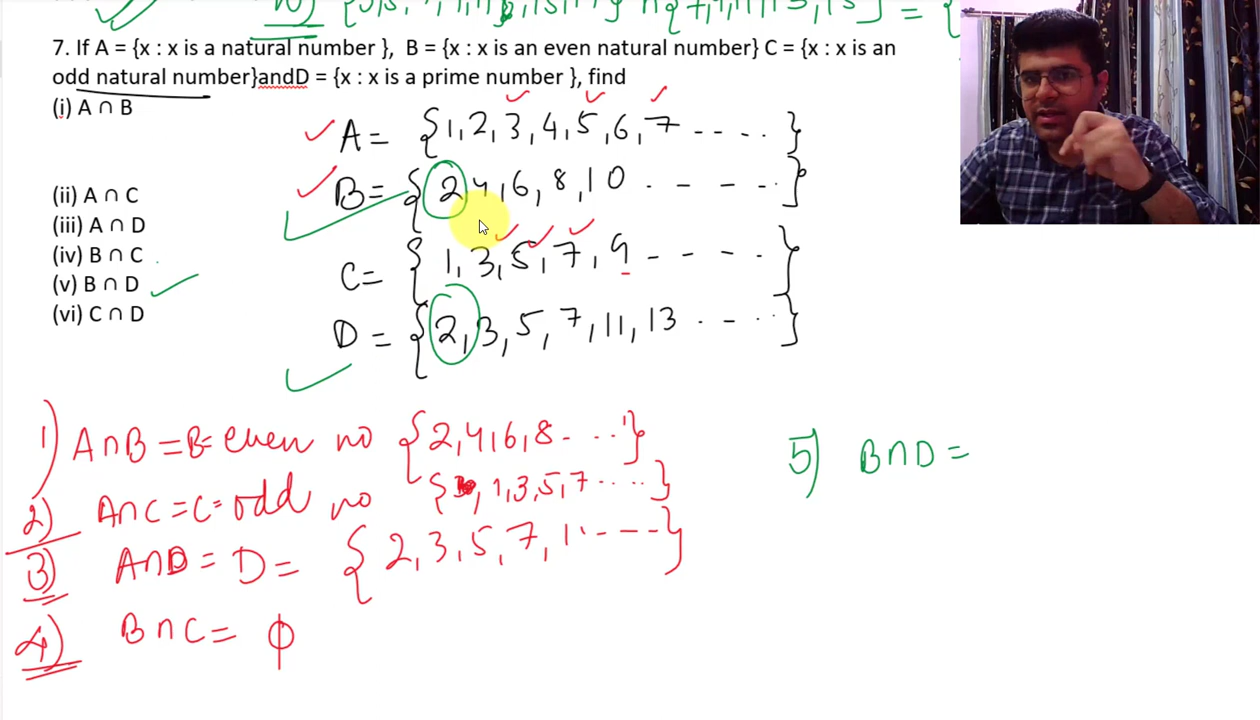 7. If A = {x : x is a natural number }, B = {x : x is an even natural number} C = {x : x is an
odd natural number}andD = {x : x is a prime number }, find
(i) A ∩ B
A = {1, 2, 3, 4, 5, 6, 7 - - - - }
B = {2, 4, 6, 8, 10 . - - - . }
(ii) A ∩ C
(iii) A ∩ D
(iv) B ∩ C
(v) B ∩ D
(vi) C ∩ D
C = { 1, 3, 5, 7, 9 - - - - }
D = {2, 3, 5, 7, 11, 13 . - - . . }
1) A∩B = B = even no {2, 4, 6, 8 - . . . }
2) A∩C = C = odd no { , 1, 3, 5, 7 . . . . . }
3) A∩D = D = { 2, 3, 5, 7, 11 - - - }
4) B∩C = ϕ
5) B∩D =